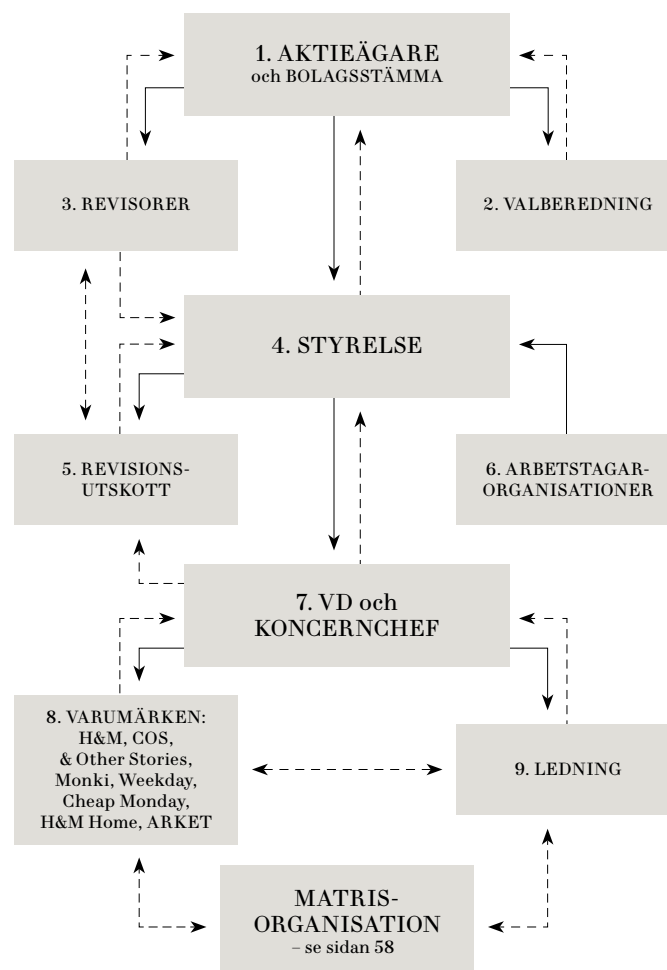 1. AKTIEÄGARE
och BOLAGSSTÄMMA
3. REVISORER
2. VALBEREDNING
4. STYRELSE
5. REVISIONS-
UTSKOTT
6. ARBETSTAGAR-
ORGANISATIONER
7. VD och
KONCERNCHEF
8. VARUMÄRKEN:
H&M, COS,
& Other Stories,
Monki, Weekday,
Cheap Monday,
H&M Home, ARKET
9. LEDNING
MATRIS-
ORGANISATION
– se sidan 58